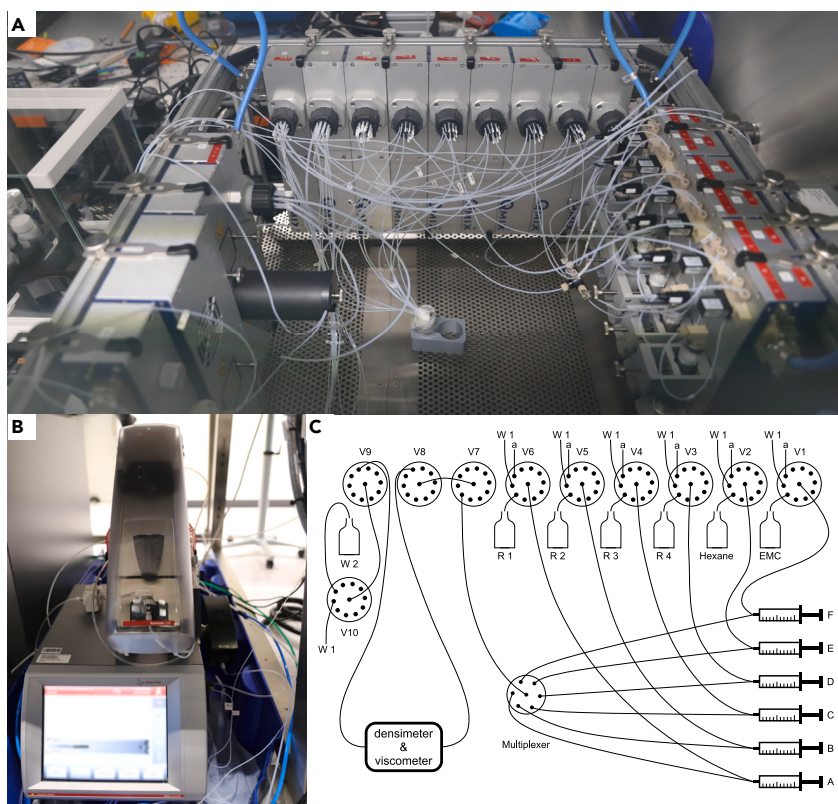 A
B
C
W 1 W 1 W 1 W 1 W 1 W 1
a a a a a a
V9 V8 V7 V6 V5 V4 V3 V2 V1
R 1 R 2 R 3 R 4 Hexane EMC
W 2
V10
W 1
F
E
D
C
B
A
Multiplexer
densimeter
&
viscometer